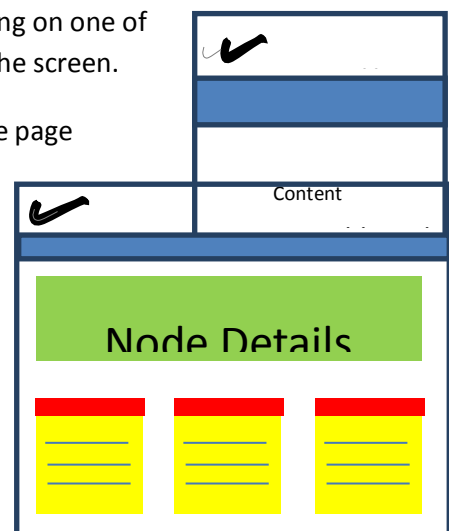 ng on one of
he screen.
e page
Content
Node Details